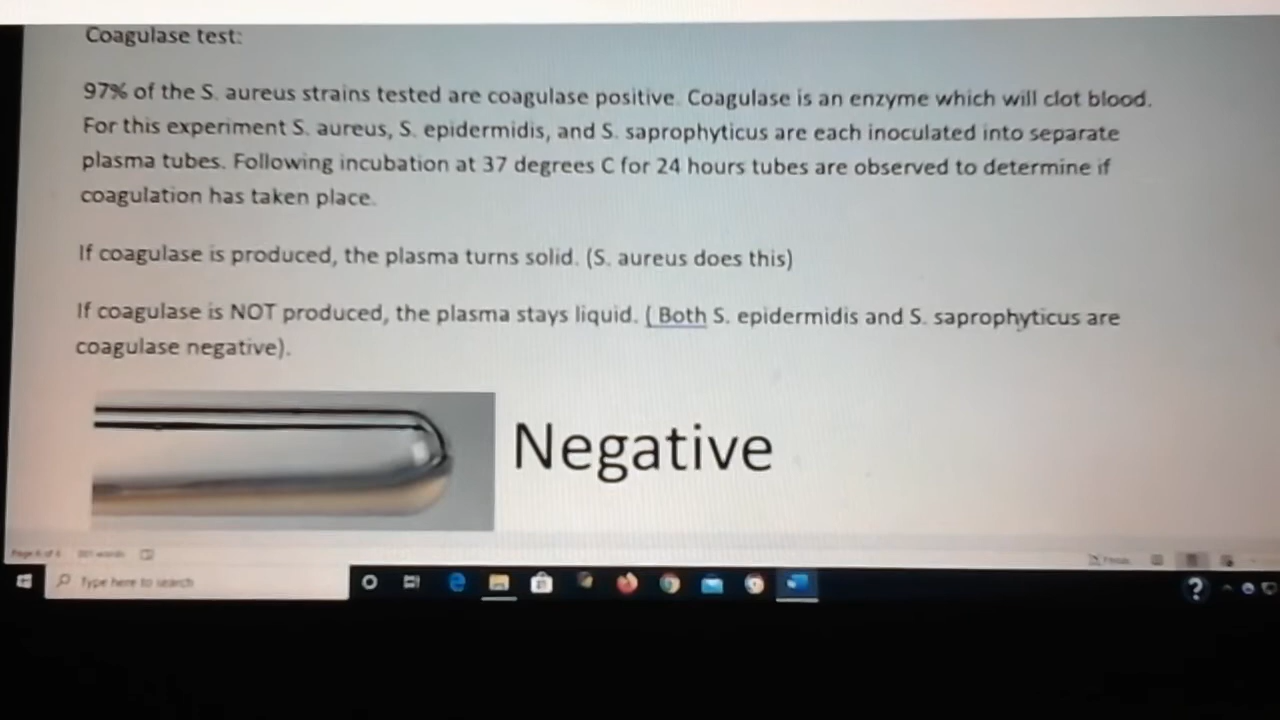 Coagulase test:
97% of the S. aureus strains tested are coagulase positive. Coagulase is an enzyme which will clot blood.
For this experiment S. aureus, S. epidermidis, and S. saprophyticus are each inoculated into separate
plasma tubes. Following incubation at 37 degrees C for 24 hours tubes are observed to determine if
coagulation has taken place.
If coagulase is produced, the plasma turns solid. (S. aureus does this)
If coagulase is NOT produced, the plasma stays liquid. ( Both S. epidermidis and S. saprophyticus are
coagulase negative).
Negative
Type here to search